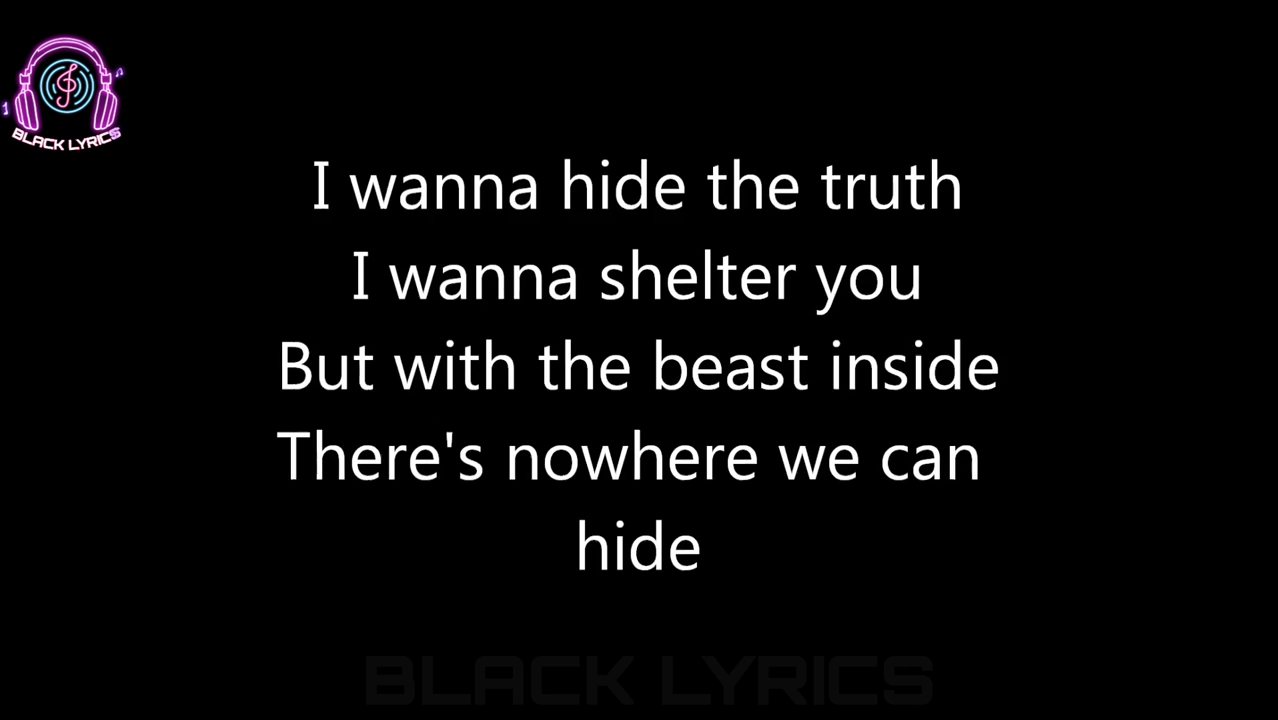 BLACK LYRICS
I wanna hide the truth
I wanna shelter you
But with the beast inside
There's nowhere we can
hide
BLACK LYRICS